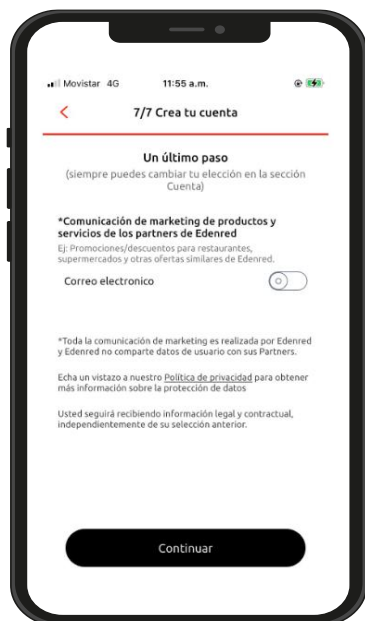 Movistar 4G 11:55 a.m.
7/7 Crea tu cuenta
Un último paso
(siempre puedes cambiar tu elección en la sección
Cuenta)
*Comunicación de marketing de productos y
servicios de los partners de Edenred
Ej: Promociones/descuentos para restaurantes,
supermercados y otras ofertas similares de Edenred.
Correo electronico
*Toda la comunicación de marketing es realizada por Edenred
y Edenred no comparte datos de usuario con sus Partners.
Echa un vistazo a nuestro Política de privacidad para obtener
más información sobre la protección de datos
Usted seguirá recibiendo información legal y contractual,
independientemente de su selección anterior.
Continuar